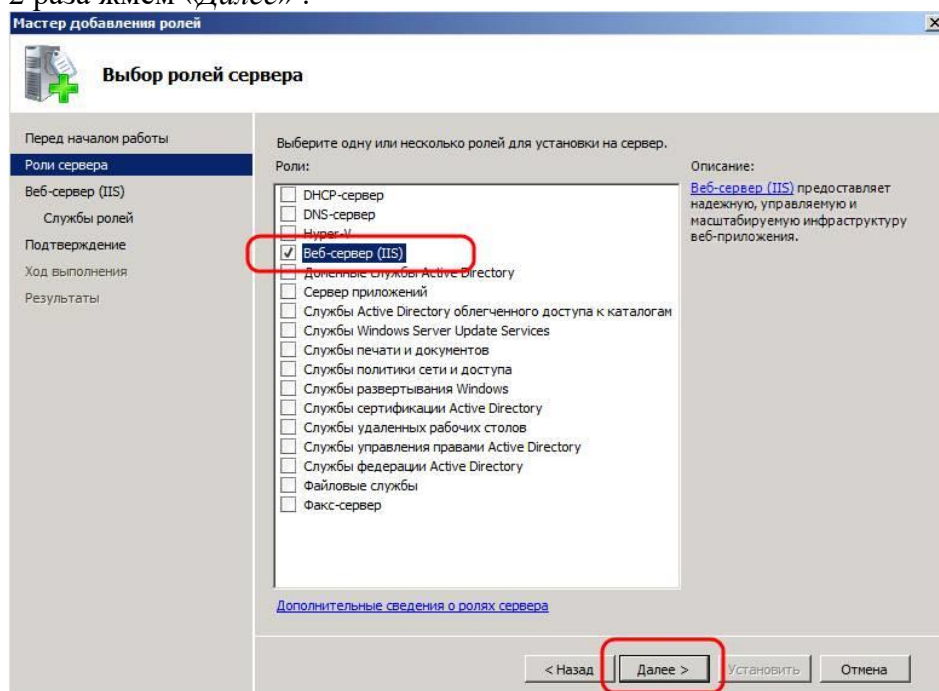 2 раза жмем «Далее» .
Мастер добавления ролей
Выбор ролей сервера
Перед началом работы
Роли сервера
Веб-сервер (IIS)
Службы ролей
Подтверждение
Ход выполнения
Результаты
Выберите одну или несколько ролей для установки на сервер.
Роли:
DHCP-сервер
DNS-сервер
Hyper-V
Веб-сервер (IIS)
Доменные службы Active Directory
Сервер приложений
Службы Active Directory облегченного доступа к каталогам
Службы Windows Server Update Services
Службы печати и документов
Службы политики сети и доступа
Службы развертывания Windows
Службы сертификации Active Directory
Службы удаленных рабочих столов
Службы управления правами Active Directory
Службы федерации Active Directory
Файловые службы
Факс-сервер
Описание:
Веб-сервер (IIS) предоставляет
надежную, управляемую и
масштабируемую инфраструктуру
веб-приложения.
Дополнительные сведения о ролях сервера
< Назад
Далее >
Установить
Отмена